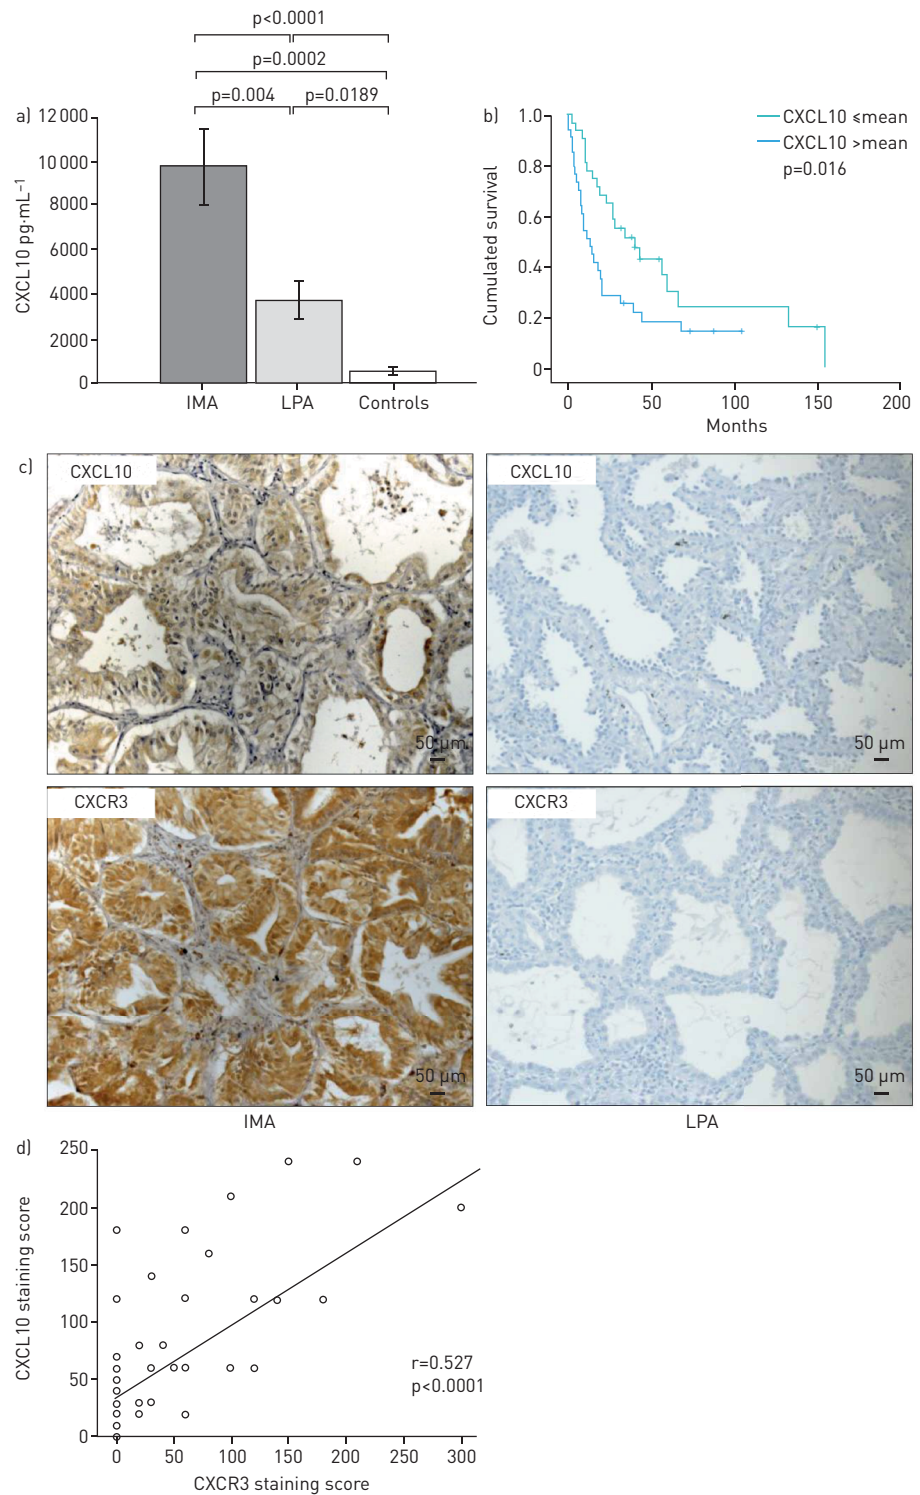 p<0.0001
p=0.0002
p=0.004 p=0.0189
a)
12000
10000
8000
6000
4000
2000
0
CXCL10 pg·mL⁻¹
IMA LPA Controls
b)
1.0
0.8
0.6
0.4
0.2
0
Cumulated survival
CXCL10 ⩽mean
CXCL10 >mean
p=0.016
0 50 100 150 200
Months
c)
CXCL10
50 µm
CXCL10
50 µm
CXCR3
50 µm
CXCR3
50 µm
IMA LPA
d)
250
200
150
100
50
0
CXCL10 staining score
r=0.527
p<0.0001
0 50 100 150 200 250 300
CXCR3 staining score